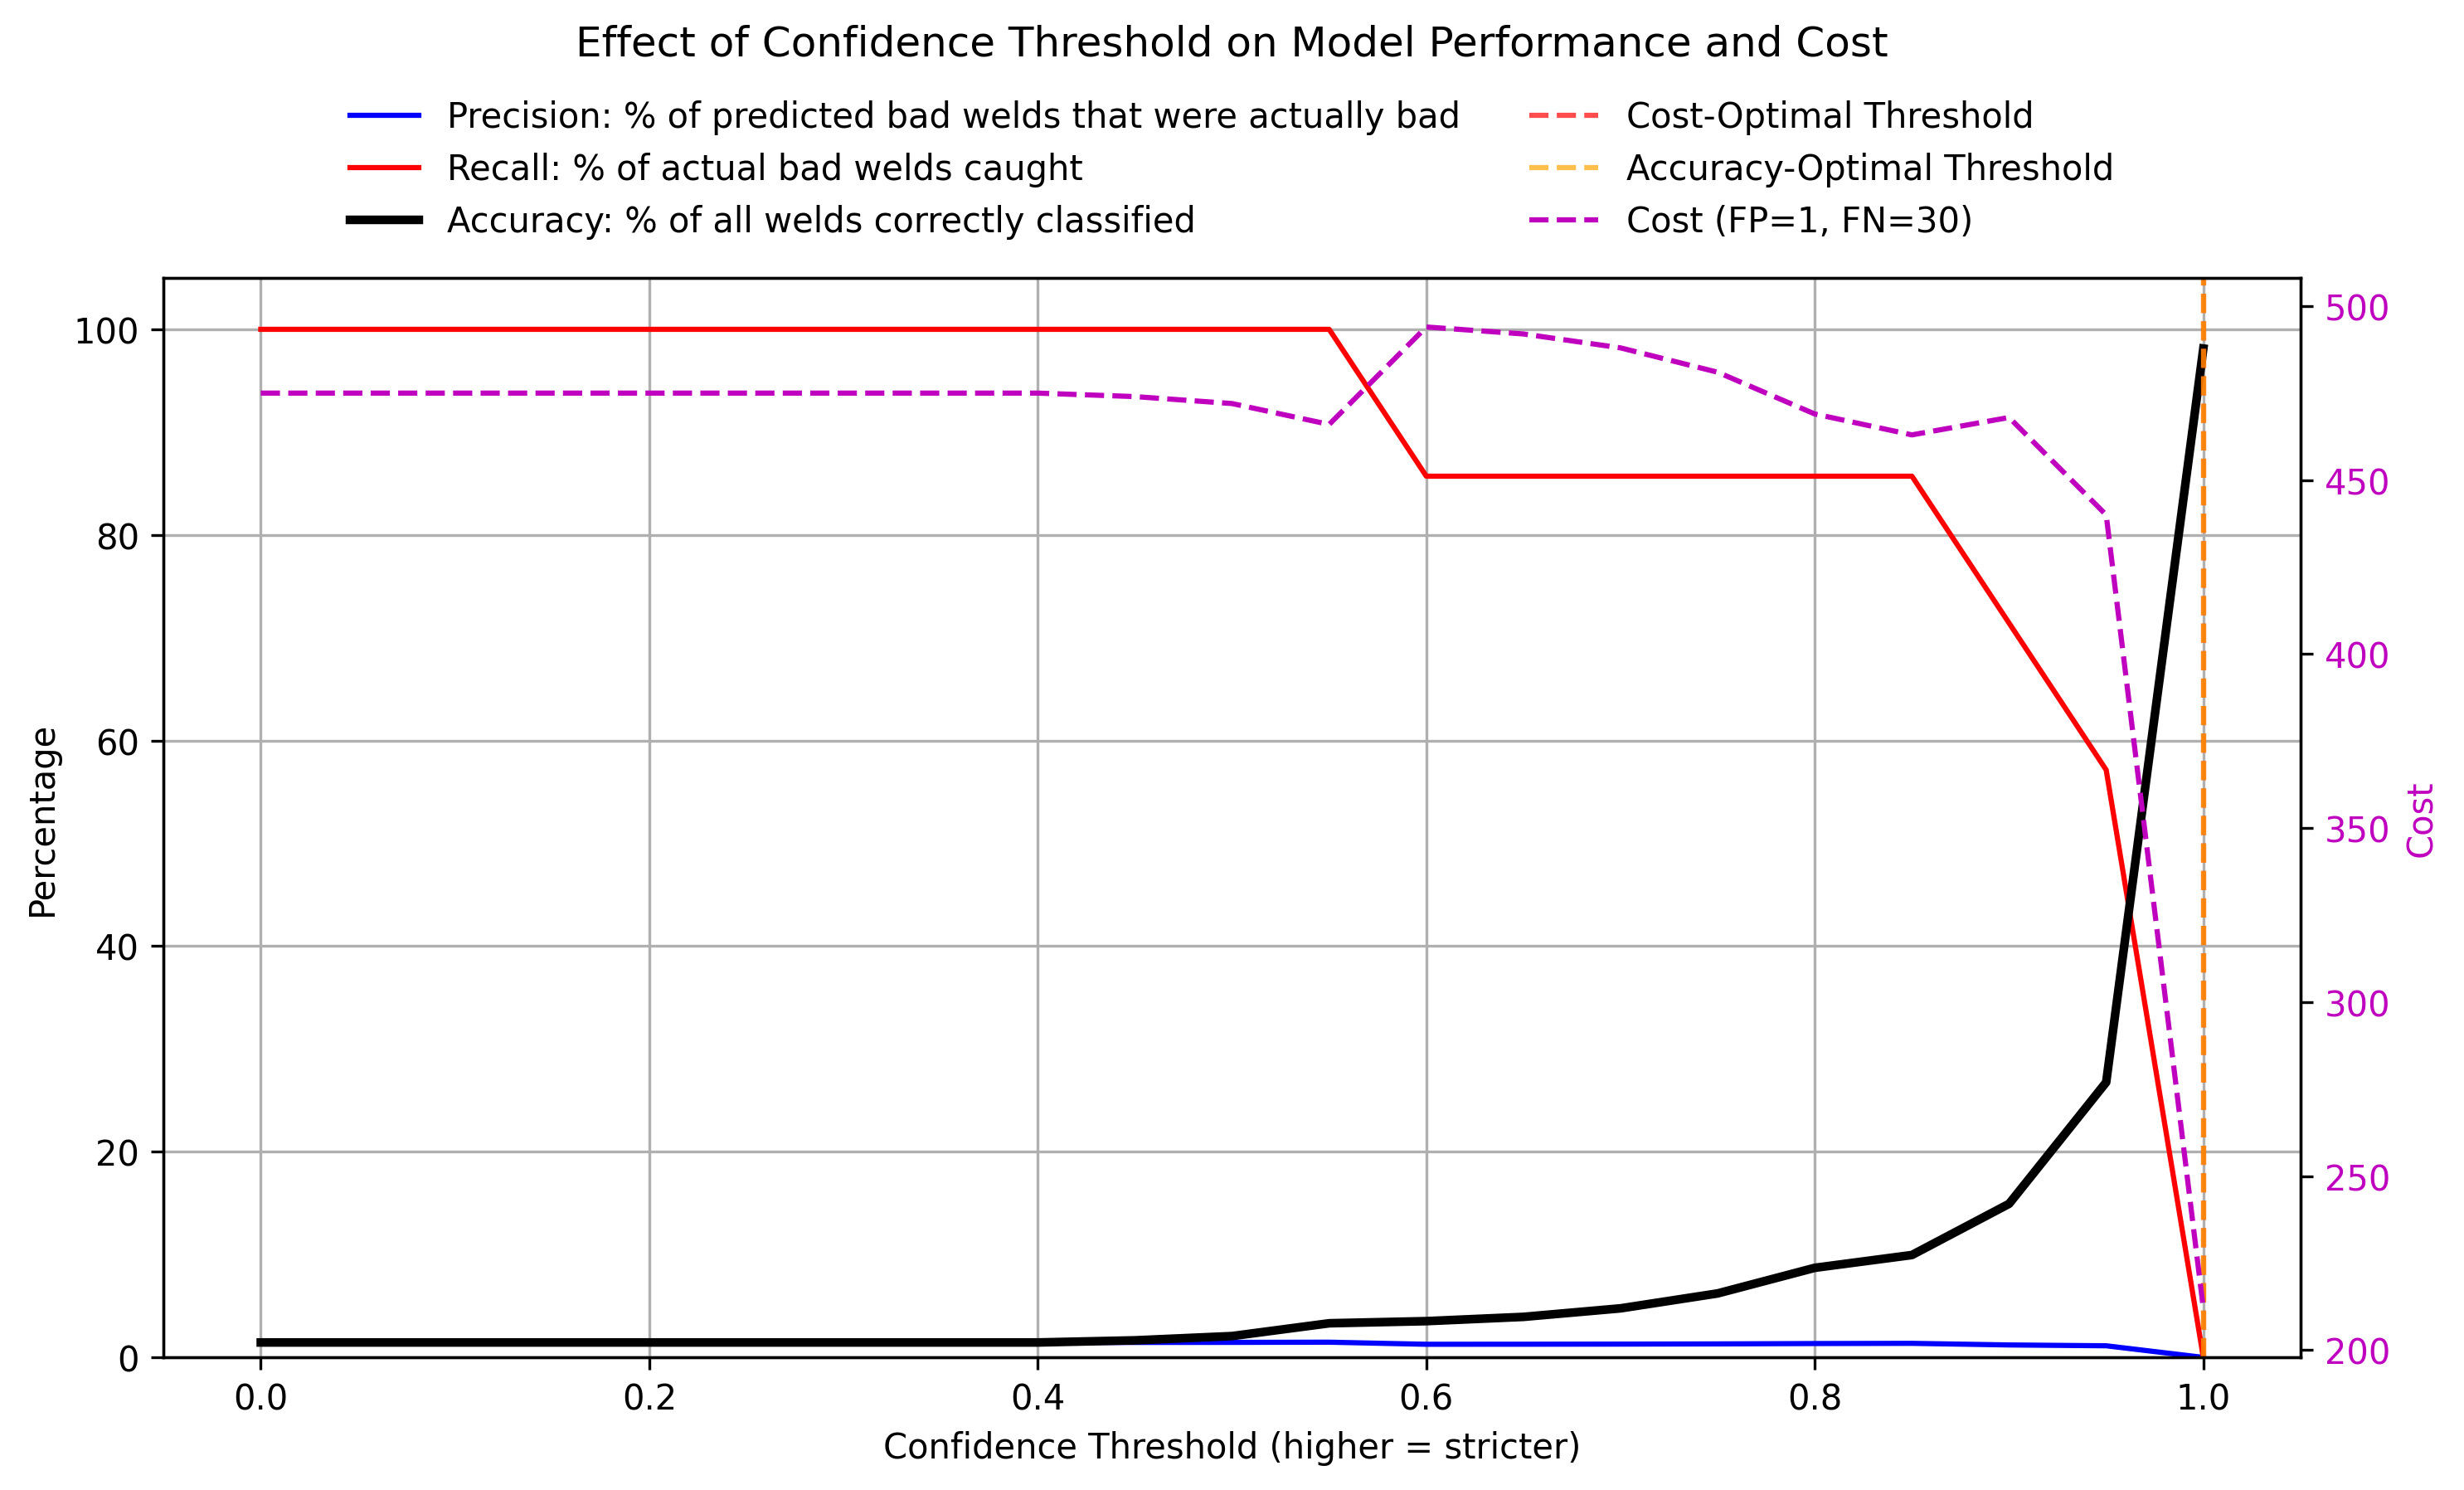 Effect of Confidence Threshold on Model Performance and Cost
Precision: % of predicted bad welds that were actually bad
Recall: % of actual bad welds caught
Accuracy: % of all welds correctly classified
Cost-Optimal Threshold
Accuracy-Optimal Threshold
Cost (FP=1, FN=30)
Percentage
100
80
60
40
20
0
500
450
400
350
300
250
200
Cost
0.0 0.2 0.4 0.6 0.8 1.0
Confidence Threshold (higher = stricter)